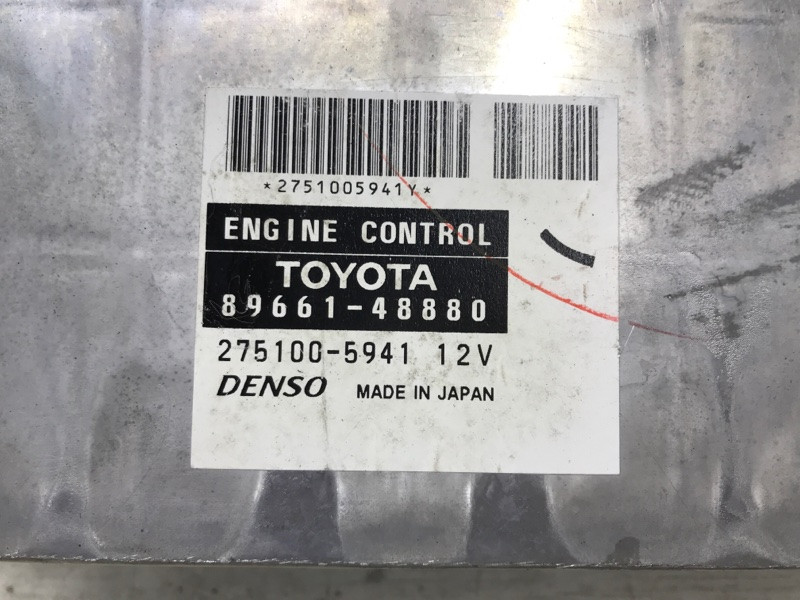 *2751005941Y*
ENGINE CONTROL
TOYOTA
89661-48880
275100-5941 12V
DENSO MADE IN JAPAN